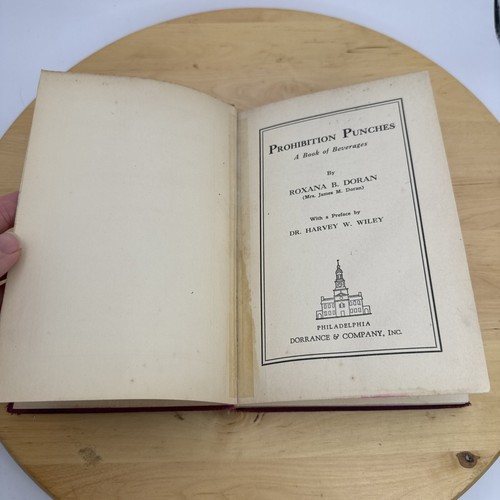 PROHIBITION PUNCHES
A Book of Beverages
By
ROXANA B. DORAN
(Mrs. James M. Doran)
With a Preface by
DR. HARVEY W. WILEY
PHILADELPHIA
DORRANCE & COMPANY, INC.